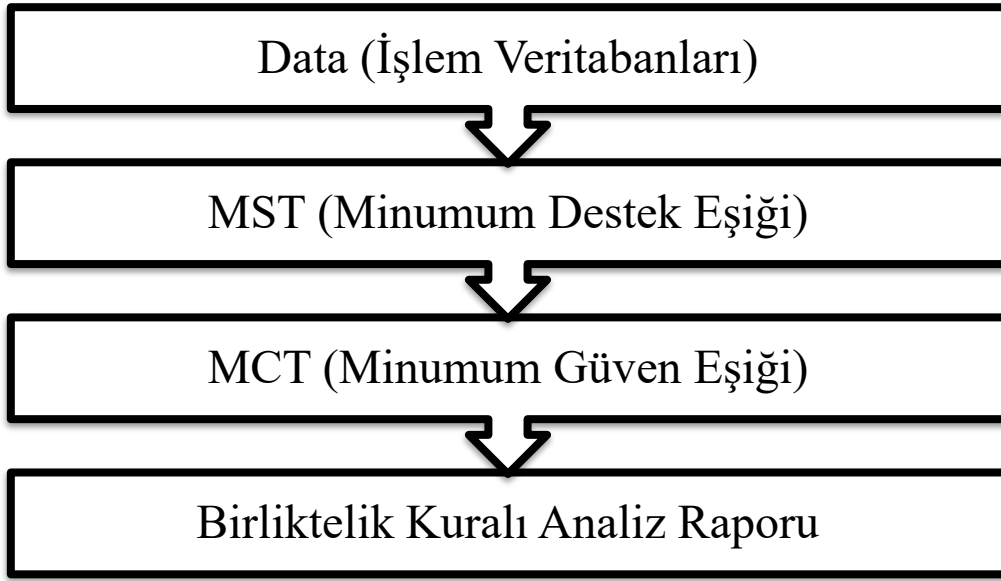 Data (İşlem Veritabanları)
MST (Minumum Destek Eşiği)
MCT (Minumum Güven Eşiği)
Birliktelik Kuralı Analiz Raporu